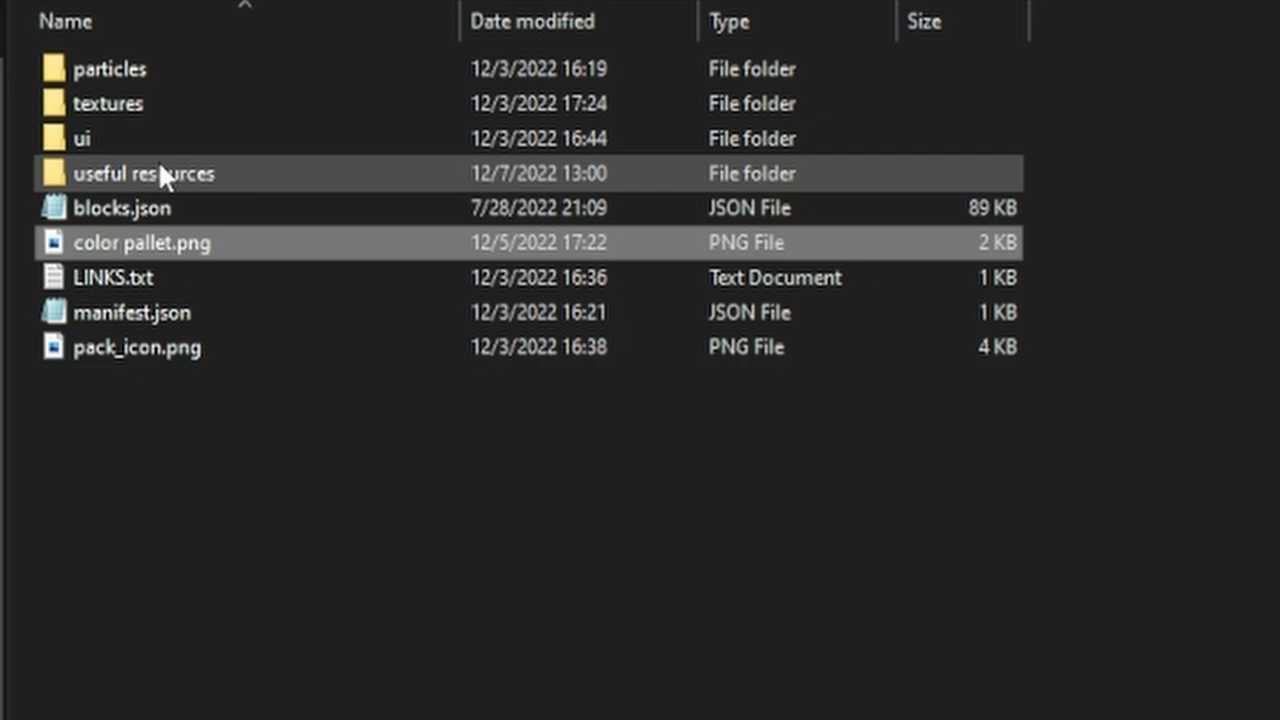 Name Date modified Type Size
particles 12/3/2022 16:19 File folder
textures 12/3/2022 17:24 File folder
ui 12/3/2022 16:44 File folder
useful resources 12/7/2022 13:00 File folder
blocks.json 7/28/2022 21:09 JSON File 89 KB
color pallet.png 12/5/2022 17:22 PNG File 2 KB
LINKS.txt 12/3/2022 16:36 Text Document 1 KB
manifest.json 12/3/2022 16:21 JSON File 1 KB
pack_icon.png 12/3/2022 16:38 PNG File 4 KB